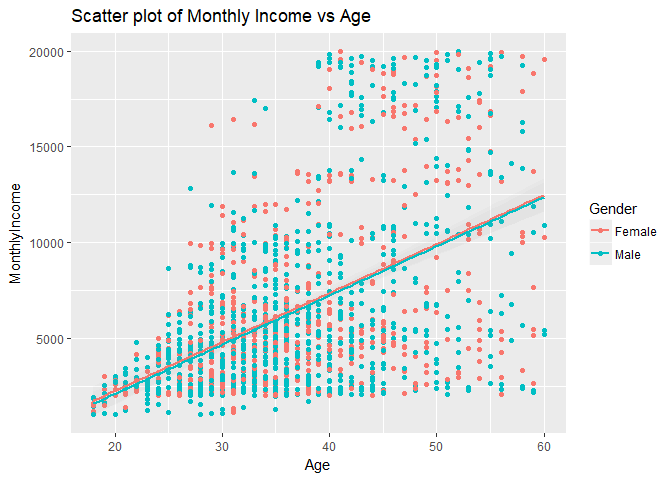 Scatter plot of Monthly Income vs Age
20000
15000
10000
5000
MonthlyIncome
20
30
40
50
60
Age
Gender
Female
Male